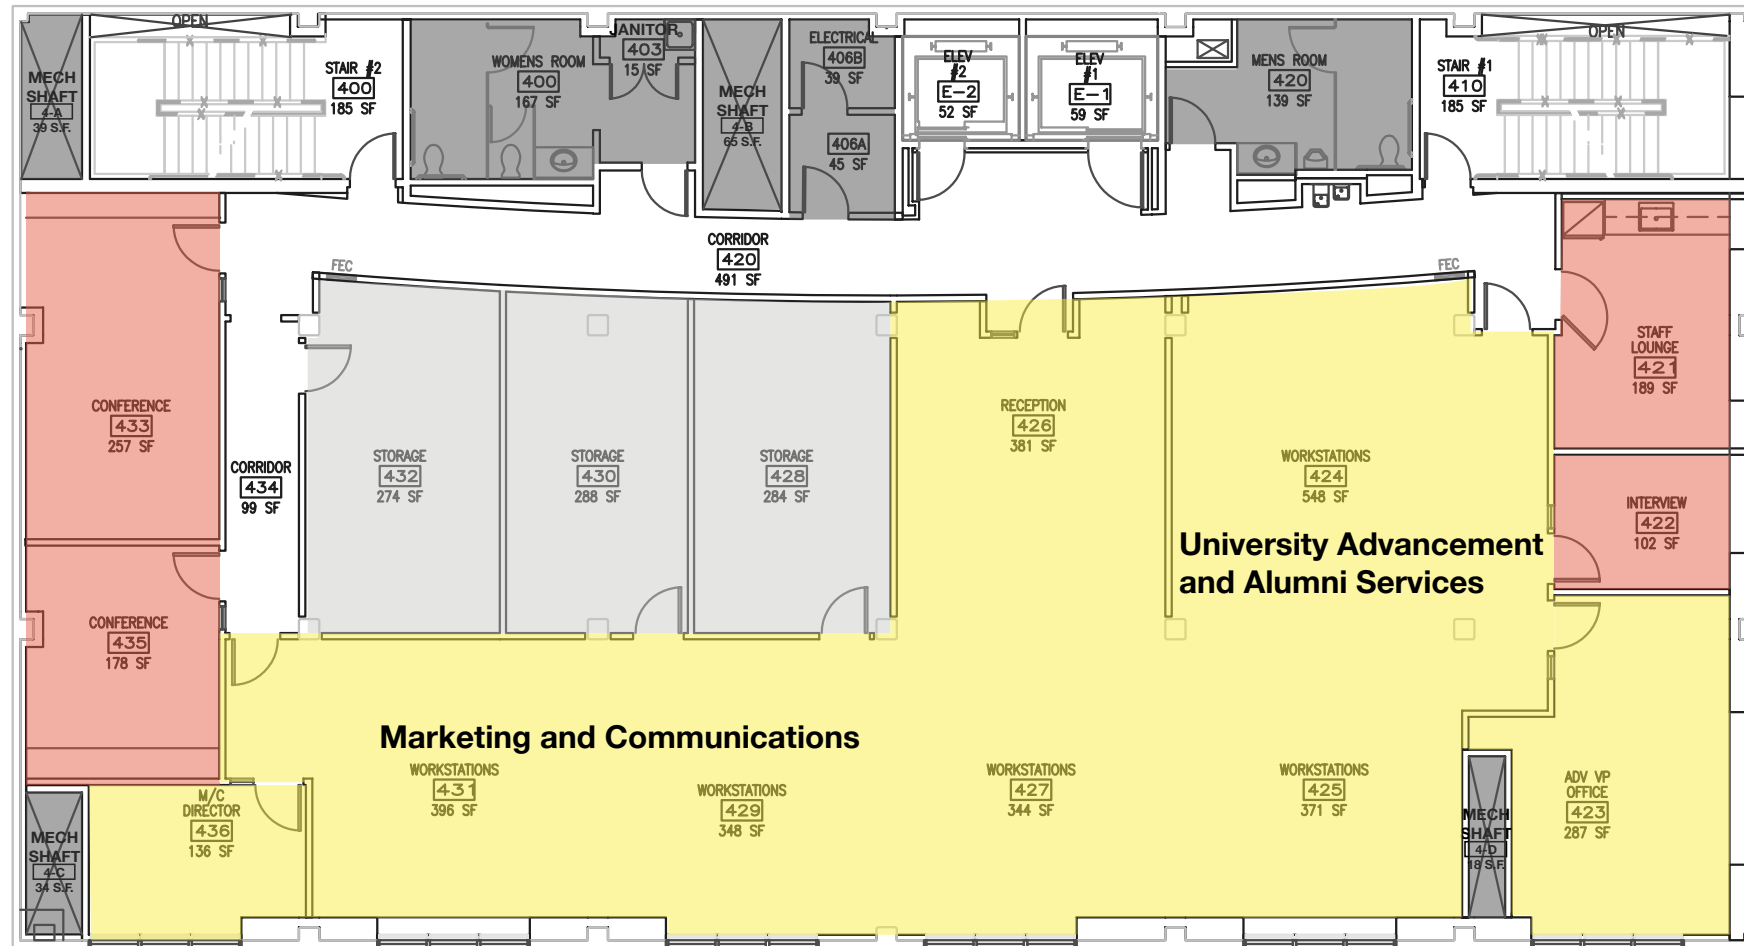 OPEN
MECH
SHAFT
4-A
39 S.F.
STAIR #2
400
185 SF
WOMENS ROOM
400
167 SF
JANITOR
403
15 SF
MECH
SHAFT
4-B
65 S.F.
ELECTRICAL
406B
39 SF
406A
45 SF
ELEV
#2
E-2
52 SF
ELEV
#1
E-1
59 SF
MENS ROOM
420
139 SF
STAIR #1
410
185 SF
OPEN
CORRIDOR
420
491 SF
FEC
FEC
CONFERENCE
433
257 SF
CORRIDOR
434
99 SF
STORAGE
432
274 SF
STORAGE
430
288 SF
STORAGE
428
284 SF
RECEPTION
426
381 SF
WORKSTATIONS
424
548 SF
STAFF
LOUNGE
421
189 SF
INTERVIEW
422
102 SF
University Advancement
and Alumni Services
CONFERENCE
435
178 SF
Marketing and Communications
WORKSTATIONS
431
396 SF
WORKSTATIONS
429
348 SF
WORKSTATIONS
427
344 SF
WORKSTATIONS
425
371 SF
M/C
DIRECTOR
436
136 SF
MECH
SHAFT
4-C
34 S.F.
MECH
SHAFT
4-D
18 S.F.
ADV VP
OFFICE
423
287 SF